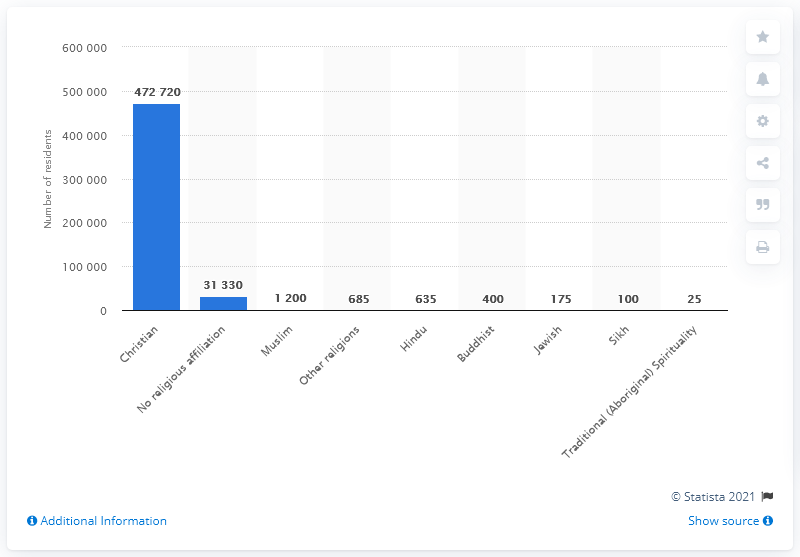 600 000
500 000
400 000
300 000
200 000
100 000
0
Number of residents
472 720
31 330
1 200
685
635
400
175
100
25
Christian
No religious affiliation
Muslim
Other religions
Hindu
Buddhist
Jewish
Sikh
Traditional (Aboriginal) Spirituality
© Statista 2021
Additional Information
Show source